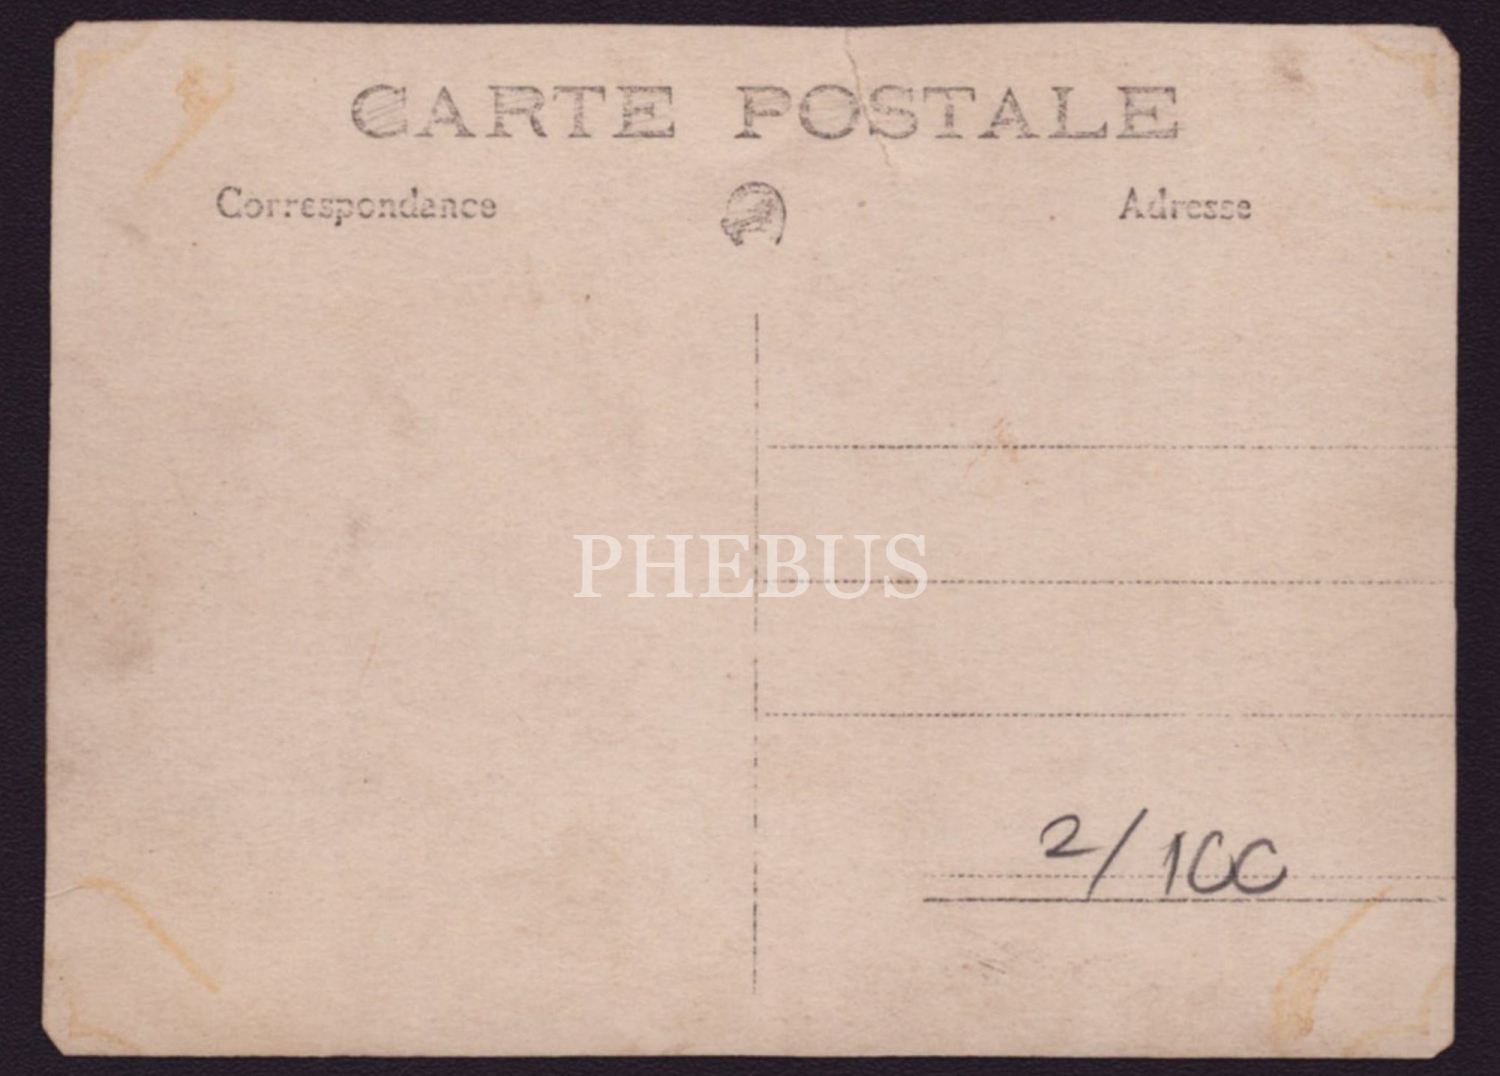 CARTE POSTALE
Correspondance
Adresse
PHEBUS
2/100